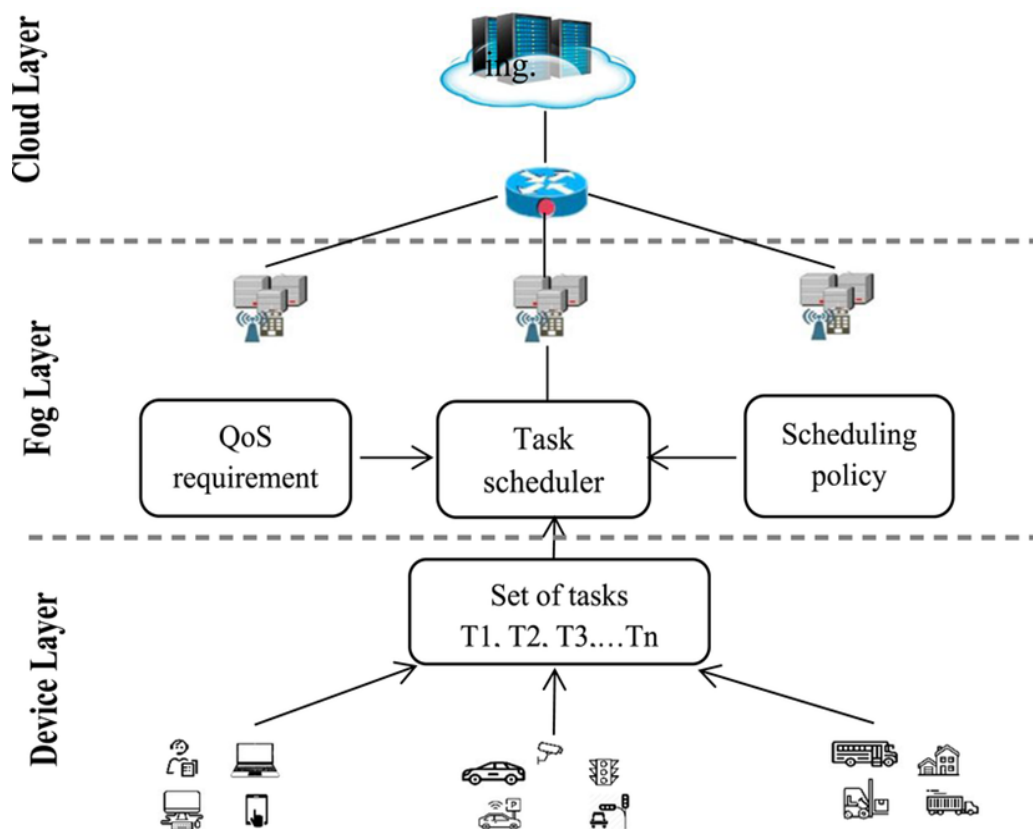 Cloud Layer
ing.
Fog Layer
QoS
requirement
Task
scheduler
Scheduling
policy
Device Layer
Set of tasks
T1, T2, T3,…Tn
P